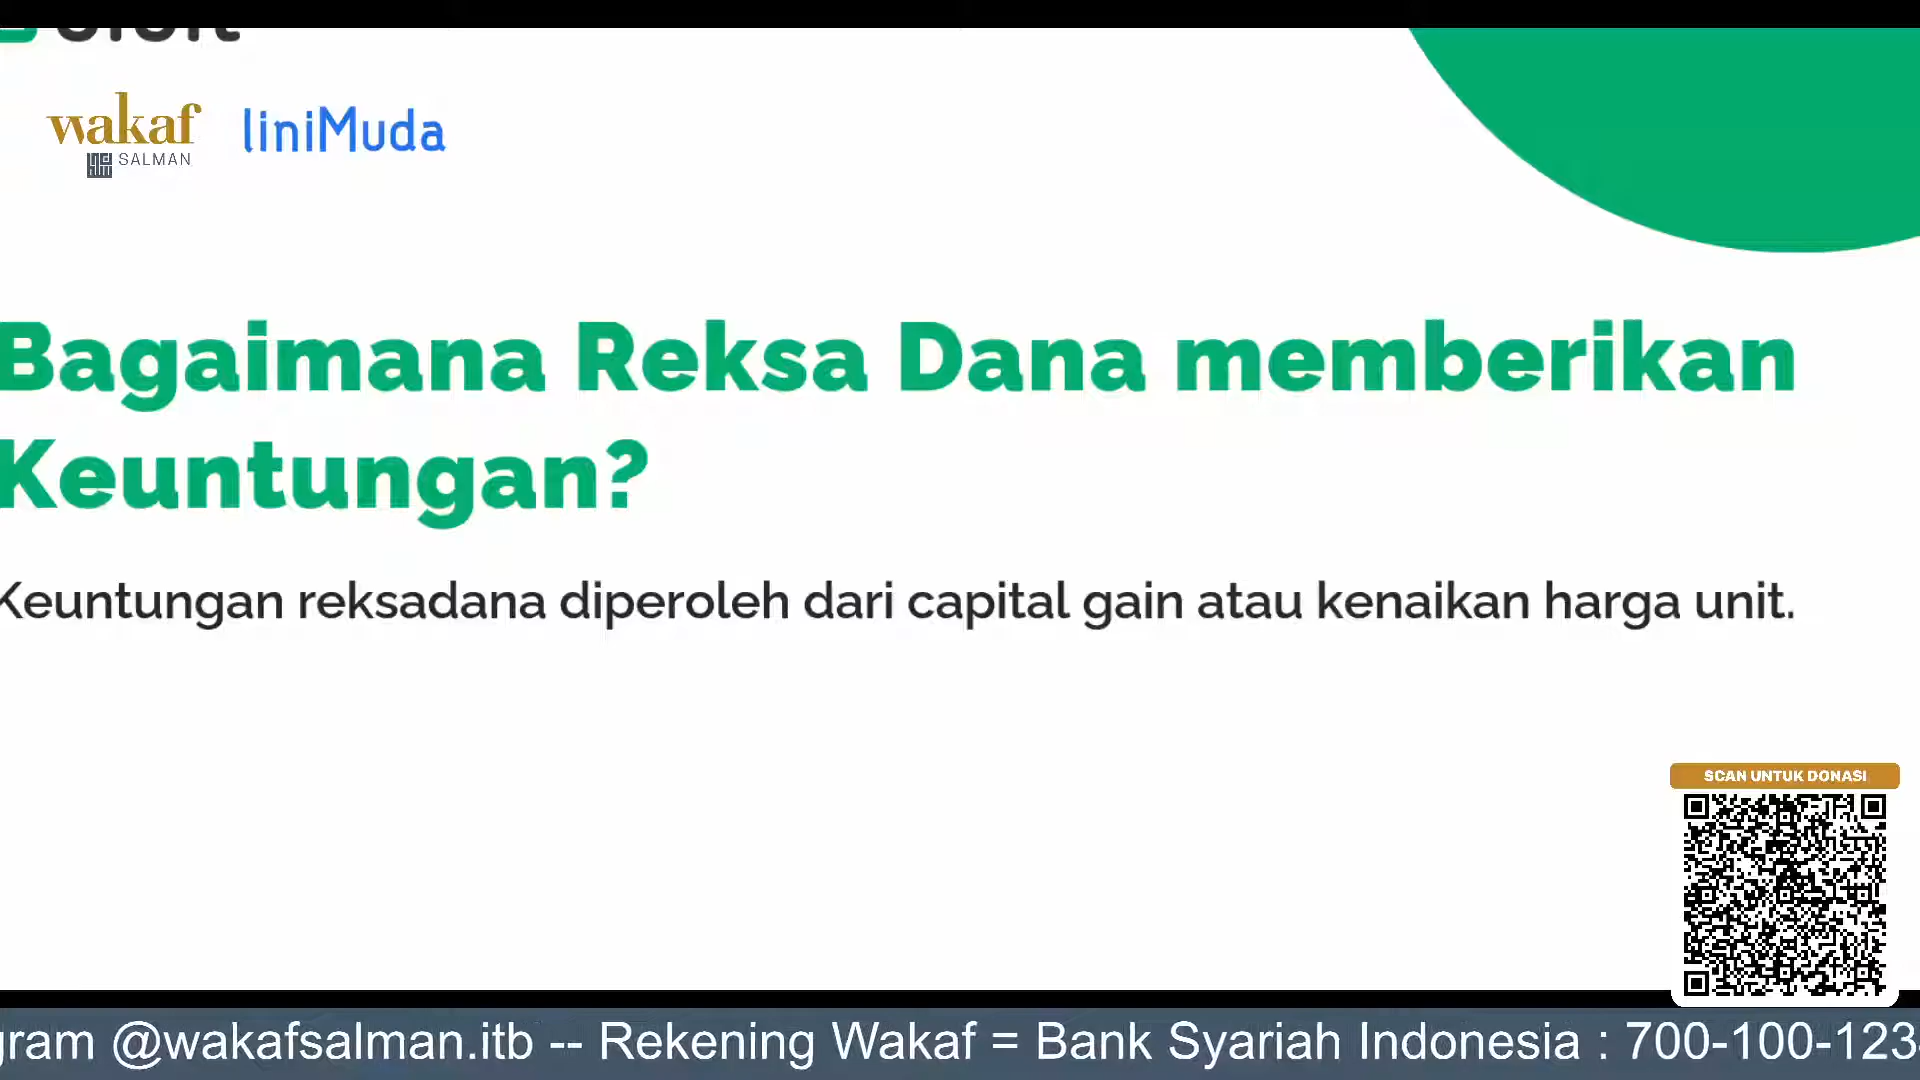 wakaf
SALMAN
liniMuda
Bagaimana Reksa Dana memberikan
Keuntungan?
Keuntungan reksadana diperoleh dari capital gain atau kenaikan harga unit.
SCAN UNTUK DONASI
gram @wakafsalman.itb -- Rekening Wakaf = Bank Syariah Indonesia : 700-100-123